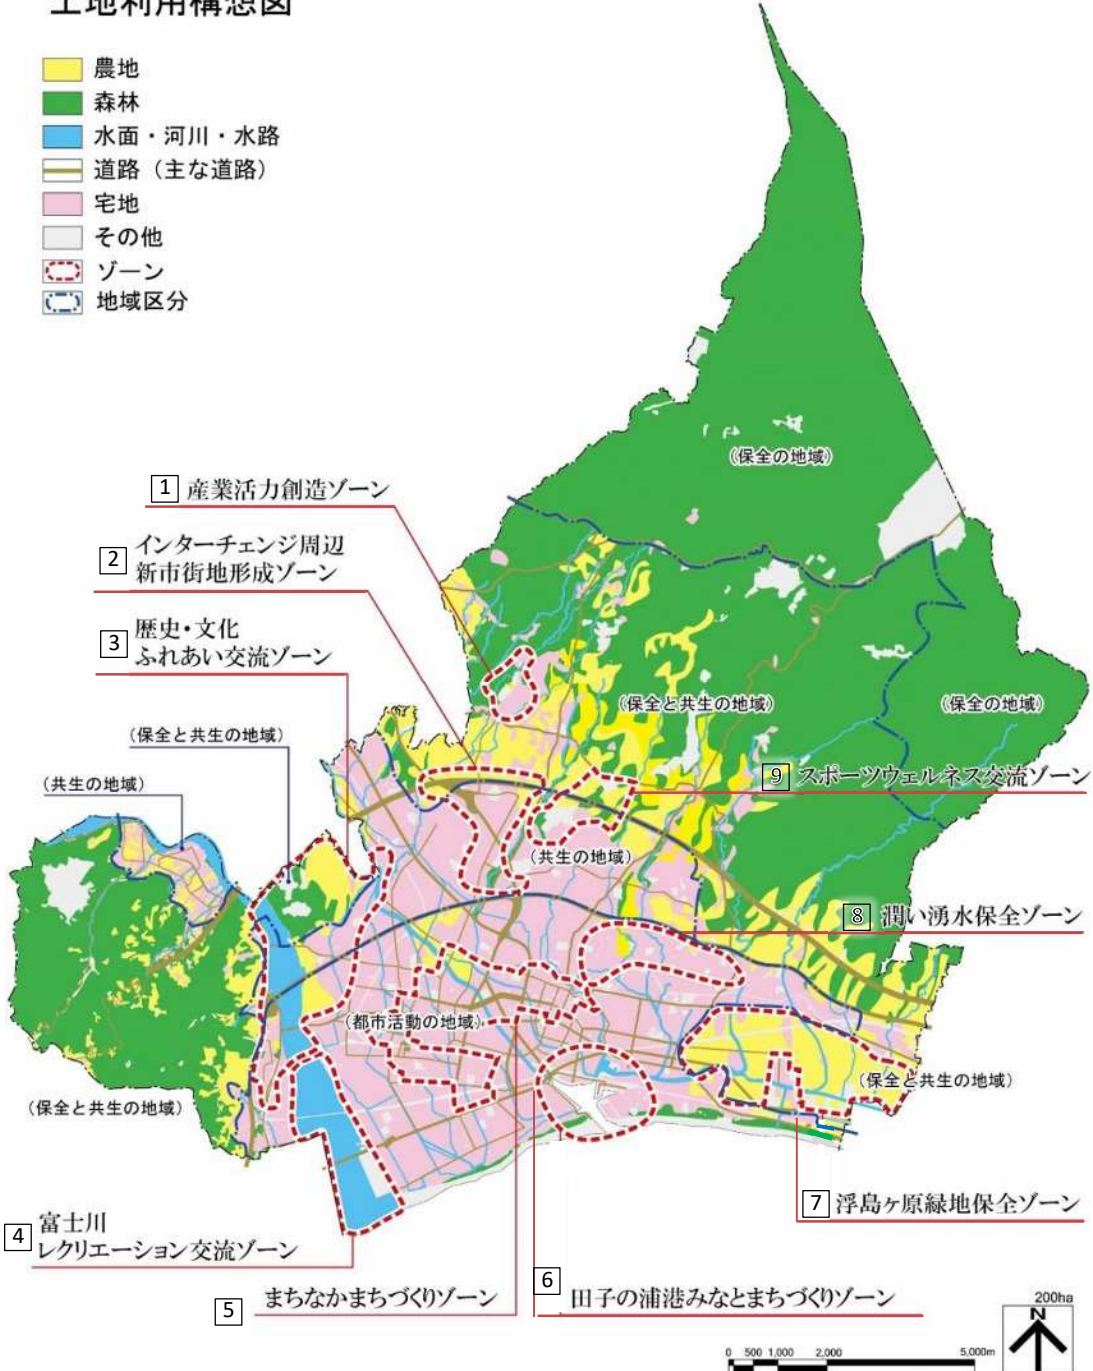 土地利用構想図
農地
森林
水面・河川・水路
道路（主な道路）
宅地
その他
ゾーン
地域区分
(保全の地域)
1 産業活力創造ゾーン
2 インターチェンジ周辺
新市街地形成ゾーン
3 歴史・文化
ふれあい交流ゾーン
(保全と共生の地域)
(保全の地域)
(保全と共生の地域)
(共生の地域)
9 スポーツウェルネス交流ゾーン
(共生の地域)
8 潤い湧水保全ゾーン
(都市活動の地域)
(保全と共生の地域)
(保全と共生の地域)
7 浮島ヶ原緑地保全ゾーン
4 富士川
レクリエーション交流ゾーン
5 まちなかまちづくりゾーン
6 田子の浦港みなとまちづくりゾーン
200ha
N
0 500 1,000 2,000 5,000m